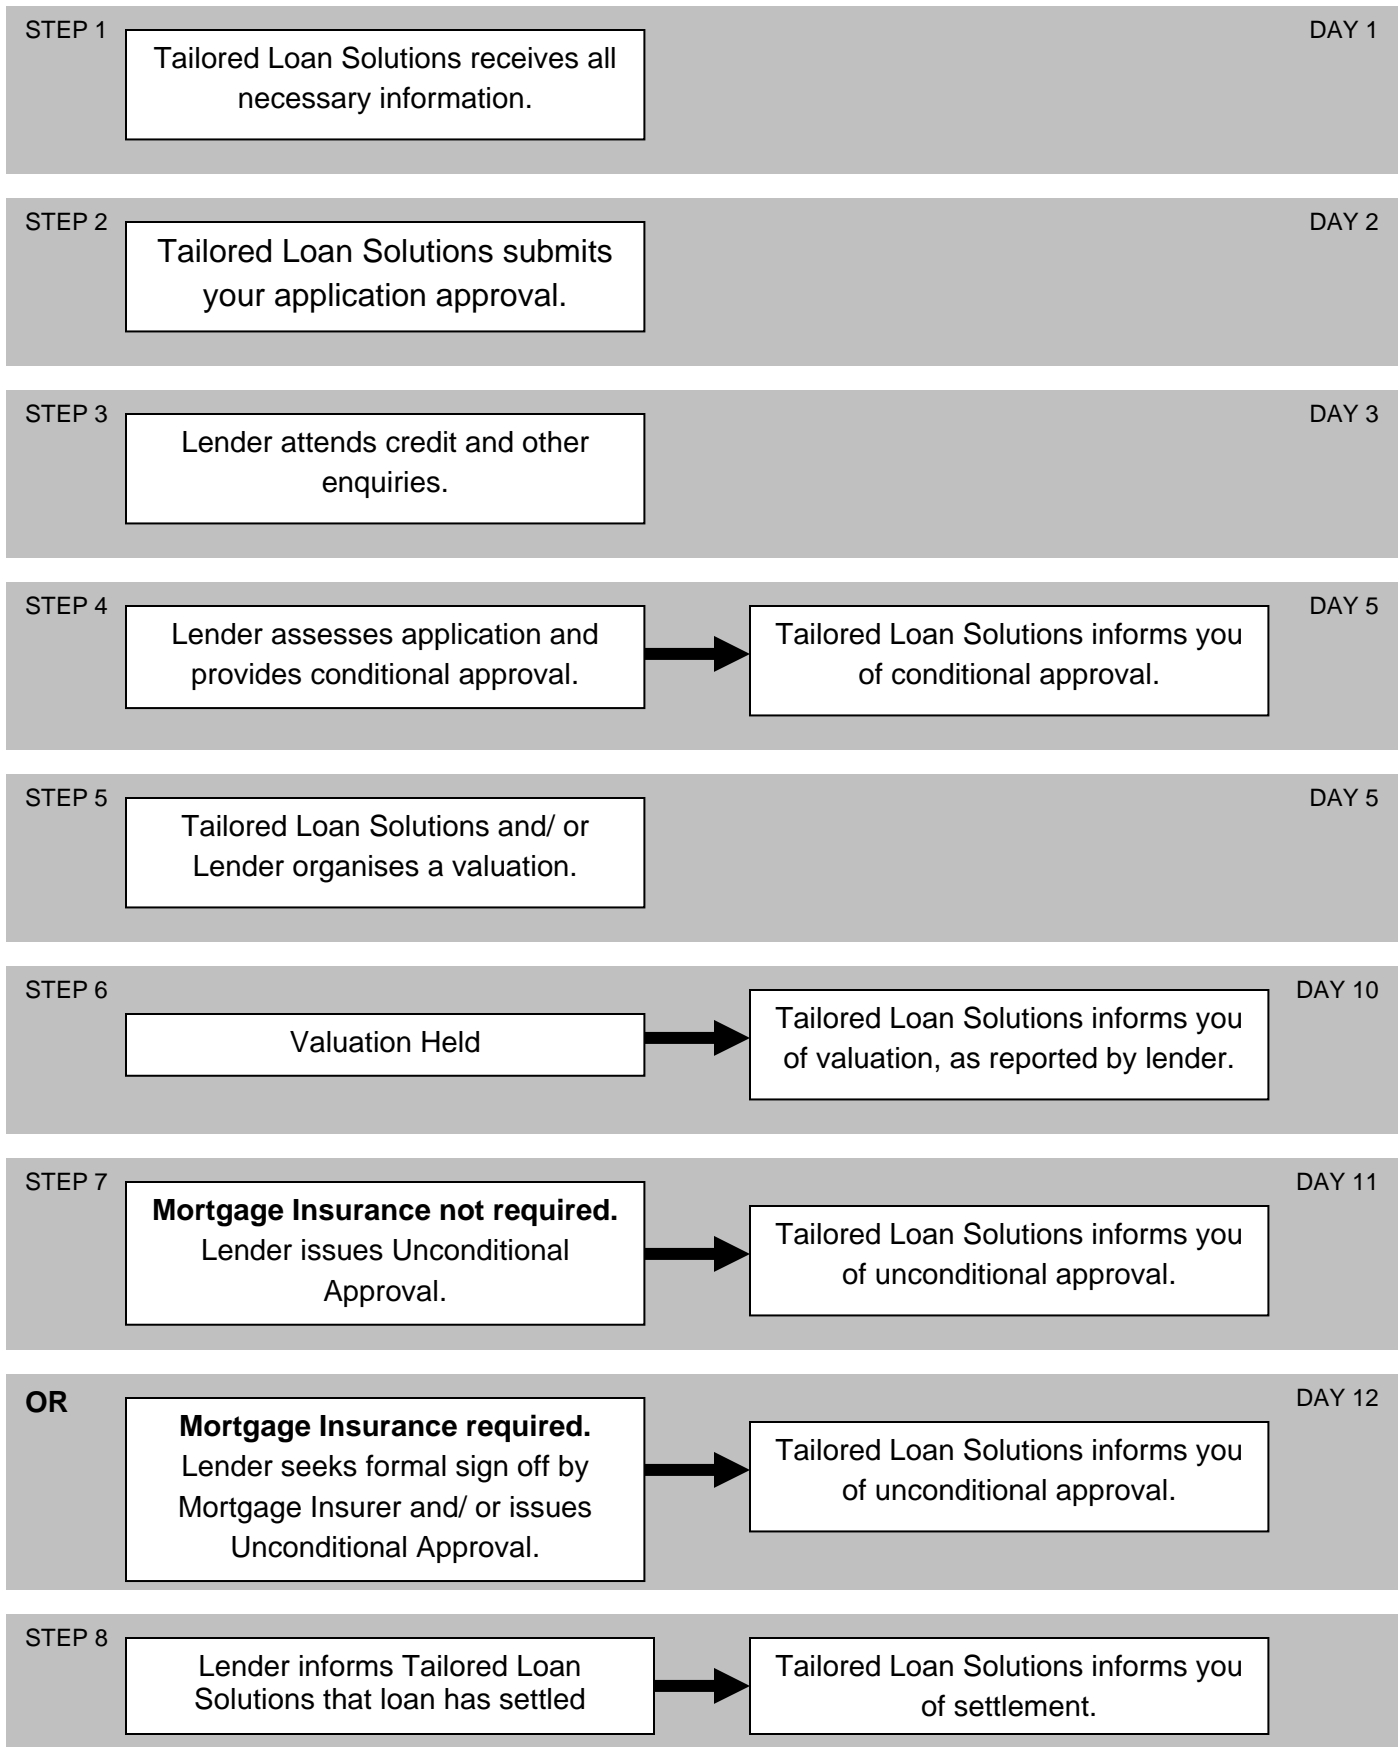 STEP 1
DAY 1
Tailored Loan Solutions receives all
necessary information.
STEP 2
DAY 2
Tailored Loan Solutions submits
your application approval.
STEP 3
DAY 3
Lender attends credit and other
enquiries.
STEP 4
DAY 5
Lender assesses application and
provides conditional approval.
Tailored Loan Solutions informs you
of conditional approval.
STEP 5
DAY 5
Tailored Loan Solutions and/ or
Lender organises a valuation.
STEP 6
DAY 10
Valuation Held
Tailored Loan Solutions informs you
of valuation, as reported by lender.
STEP 7
DAY 11
Mortgage Insurance not required.
Lender issues Unconditional
Approval.
Tailored Loan Solutions informs you
of unconditional approval.
OR
DAY 12
Mortgage Insurance required.
Lender seeks formal sign off by
Mortgage Insurer and/ or issues
Unconditional Approval.
Tailored Loan Solutions informs you
of unconditional approval.
STEP 8
Lender informs Tailored Loan
Solutions that loan has settled
Tailored Loan Solutions informs you
of settlement.